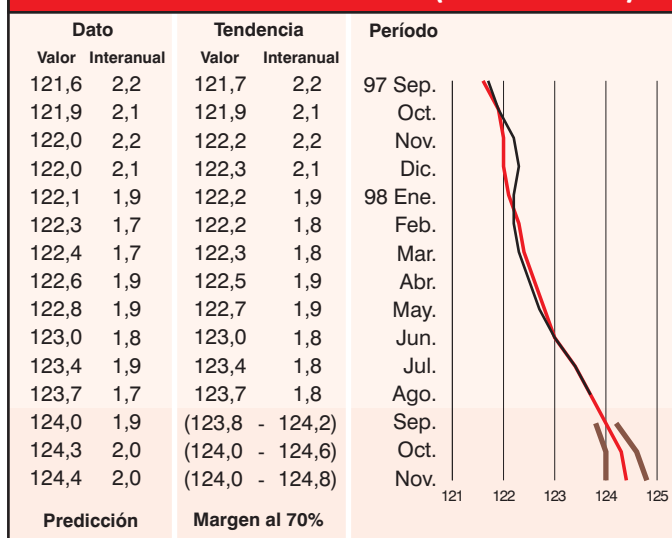 Dato Tendencia Período
Valor Interanual Valor Interanual
121,6 2,2 121,7 2,2 97 Sep.
121,9 2,1 121,9 2,1 Oct.
122,0 2,2 122,2 2,2 Nov.
122,0 2,1 122,3 2,1 Dic.
122,1 1,9 122,2 1,9 98 Ene.
122,3 1,7 122,2 1,8 Feb.
122,4 1,7 122,3 1,8 Mar.
122,6 1,9 122,5 1,9 Abr.
122,8 1,9 122,7 1,9 May.
123,0 1,8 123,0 1,8 Jun.
123,4 1,9 123,4 1,8 Jul.
123,7 1,7 123,7 1,8 Ago.
124,0 1,9 (123,8 - 124,2) Sep.
124,3 2,0 (124,0 - 124,6) Oct.
124,4 2,0 (124,0 - 124,8) Nov.
121 122 123 124 125
Predicción Margen al 70%